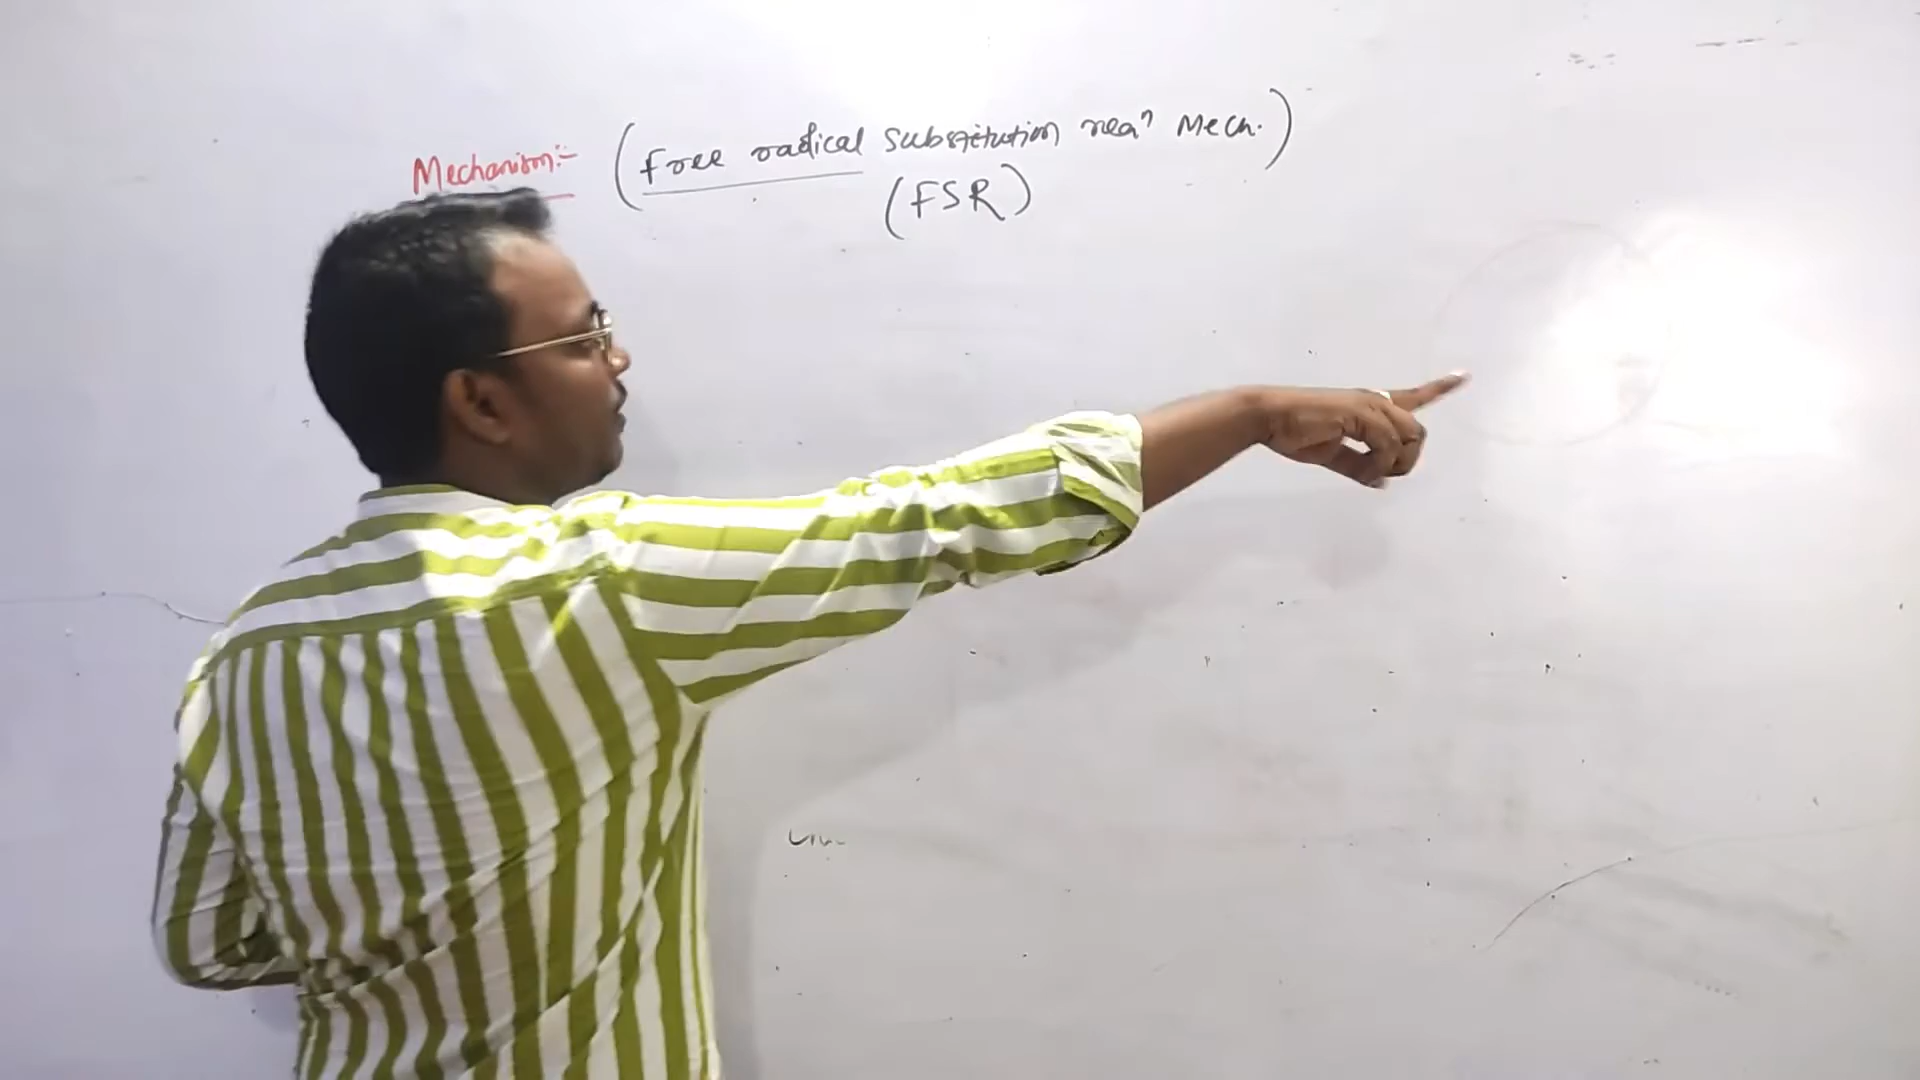 Mechanism:- (free radical substitution reaⁿ Mech.)
(FSR)